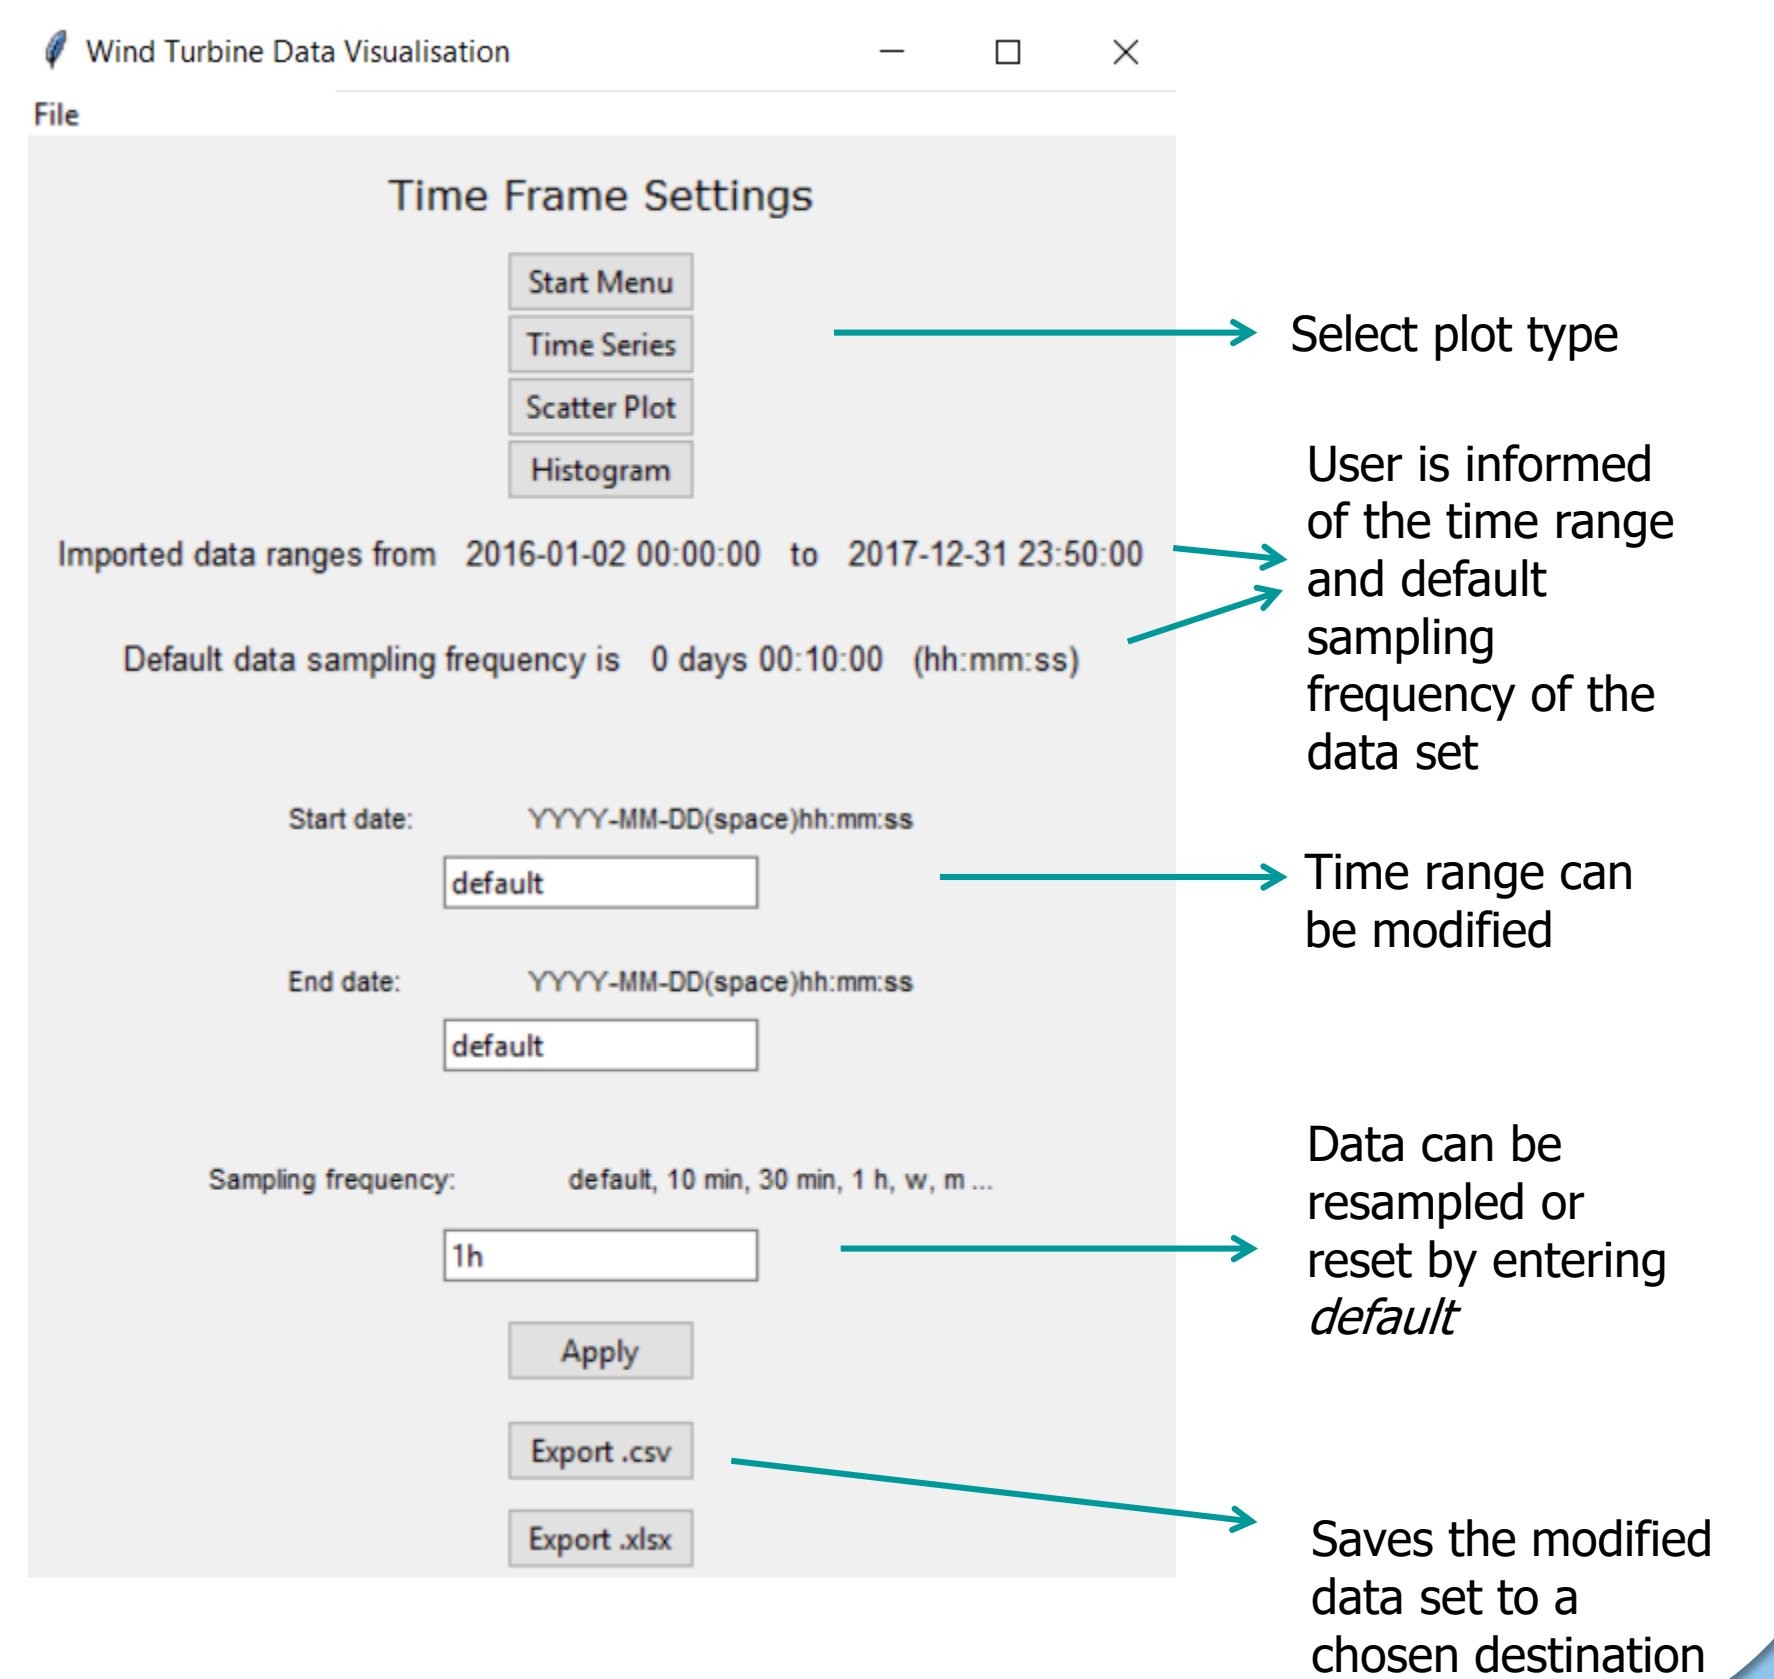 Wind Turbine Data Visualisation
File
Time Frame Settings
Start Menu
Time Series
Scatter Plot
Histogram
Select plot type
Imported data ranges from 2016-01-02 00:00:00 to 2017-12-31 23:50:00
Default data sampling frequency is 0 days 00:10:00 (hh:mm:ss)
User is informed
of the time range
and default
sampling
frequency of the
data set
Start date: YYYY-MM-DD(space)hh:mm:ss
default
End date: YYYY-MM-DD(space)hh:mm:ss
default
Time range can
be modified
Sampling frequency: default, 10 min, 30 min, 1 h, w, m ...
1h
Data can be
resampled or
reset by entering
default
Apply
Export .csv
Export .xlsx
Saves the modified
data set to a
chosen destination